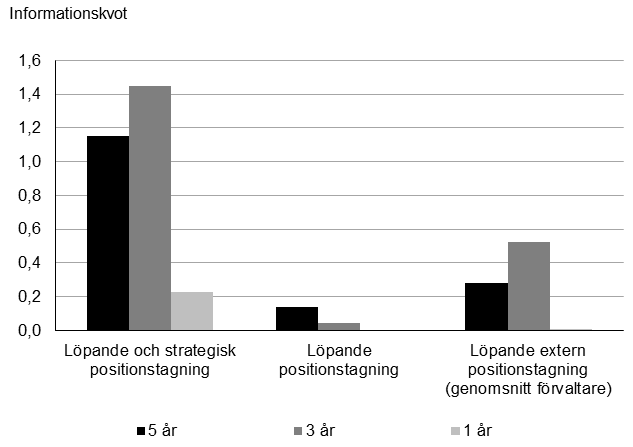 Informationskvot
1,6
1,4
1,2
1,0
0,8
0,6
0,4
0,2
0,0
Löpande och strategisk
positionstagning
Löpande
positionstagning
Löpande extern
positionstagning
(genomsnitt förvaltare)
5 år
3 år
1 år